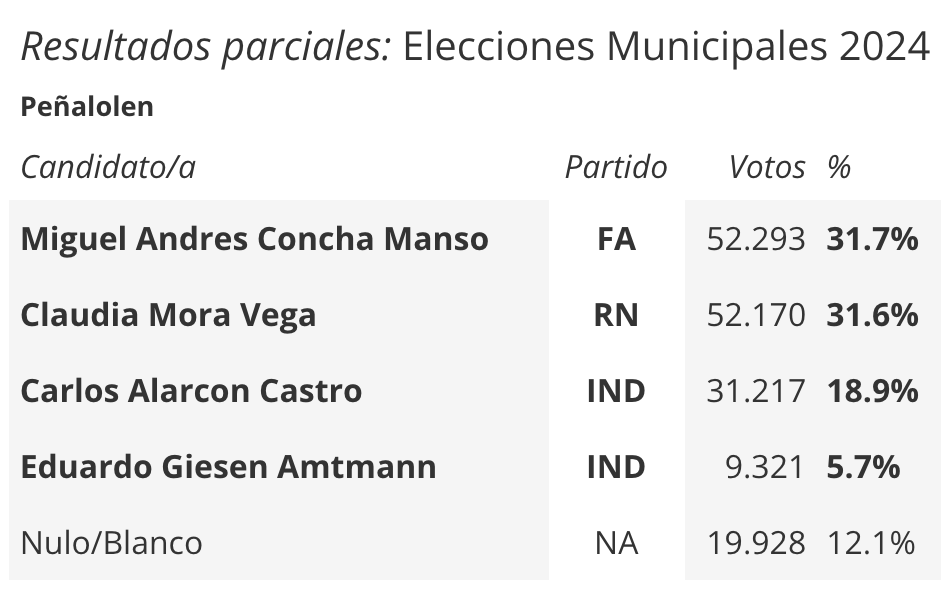 Resultados parciales: Elecciones Municipales 2024
Peñalolen
Candidato/a Partido Votos %
Miguel Andres Concha Manso FA 52.293 31.7%
Claudia Mora Vega RN 52.170 31.6%
Carlos Alarcon Castro IND 31.217 18.9%
Eduardo Giesen Amtmann IND 9.321 5.7%
Nulo/Blanco NA 19.928 12.1%